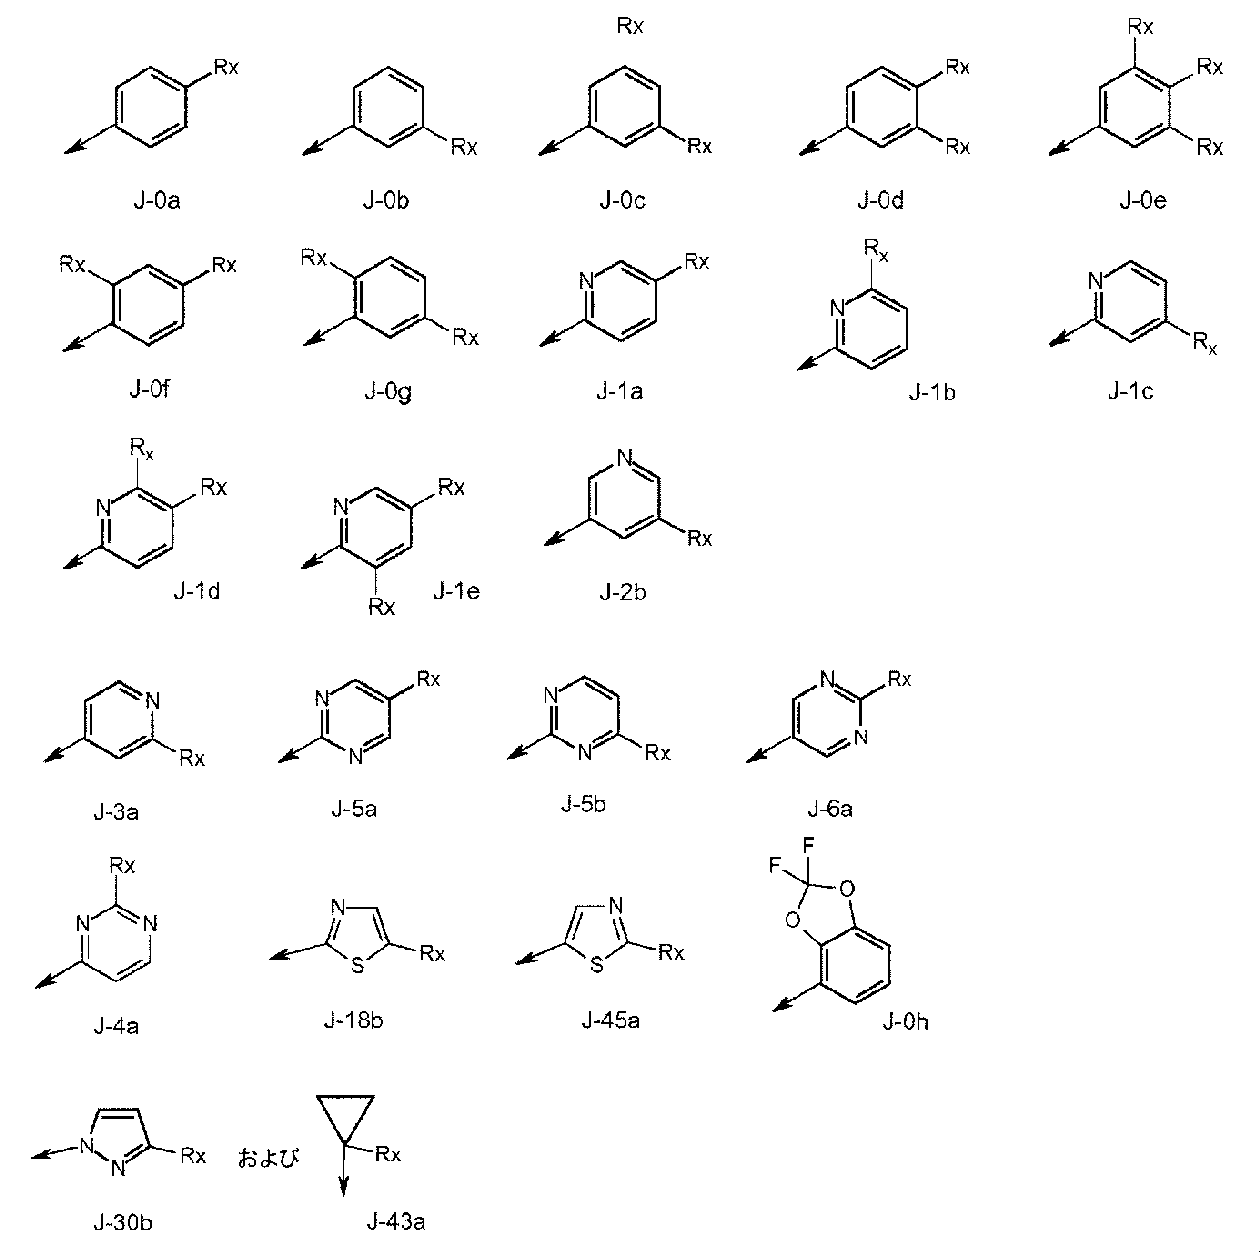 Rx
Rx Rx Rx Rx Rx
Rx Rx Rx Rx
J-0a J-0b J-0c J-0d J-0e
Rx
Rx Rx Rx N Rx N N
Rx Rx
J-0f J-0g J-1a J-1b J-1c
Rx
N Rx N Rx N
Rx
Rx
J-1d J-1e J-2b
N N Rx N N Rx
Rx N N Rx N
J-3a J-5a J-5b J-6a
F
Rx F O
N N N N O
Rx S Rx S
J-4a J-18b J-45a J-0h
N N Rx および Rx
J-30b J-43a